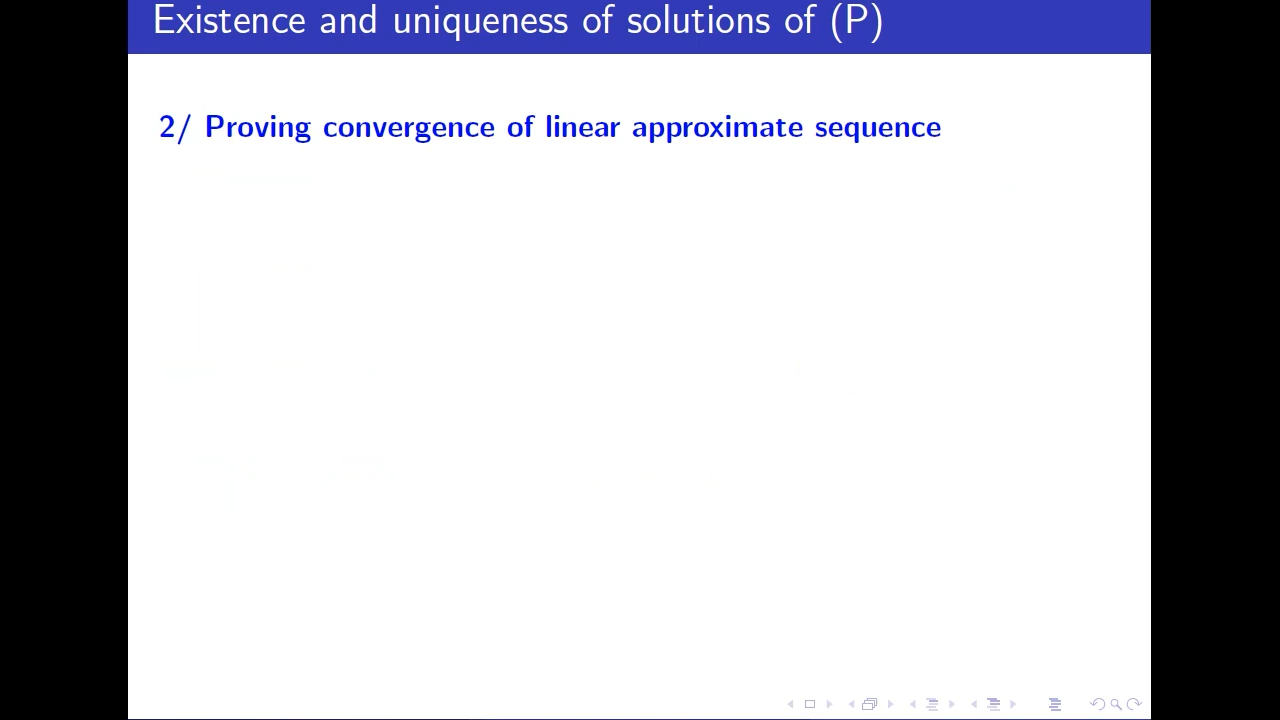 Existence and uniqueness of solutions of (P)
2/ Proving convergence of linear approximate sequence